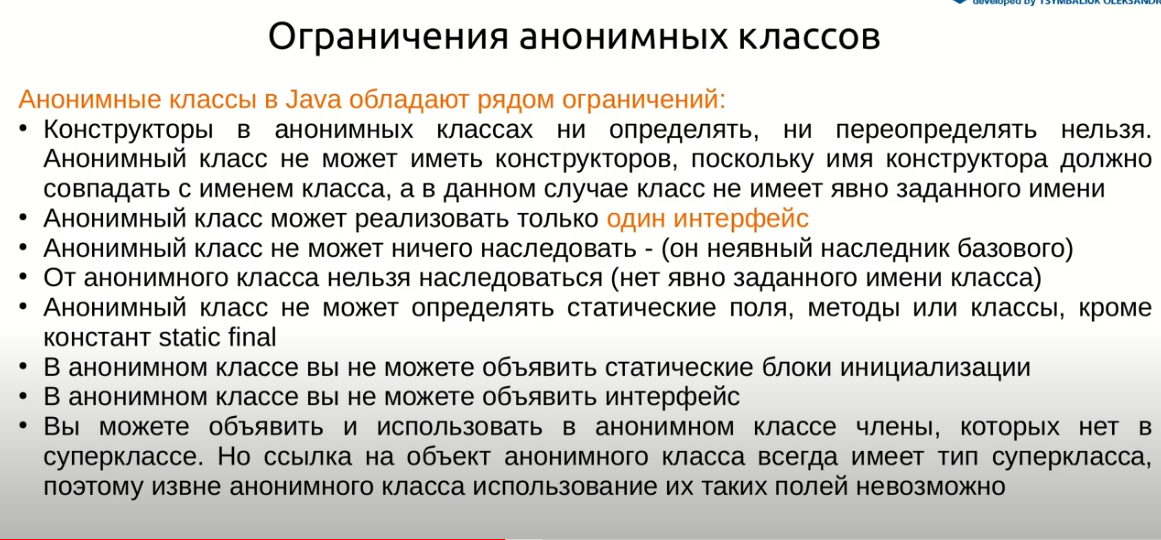 developed by TSYMBALIUK OLEKSANDR
Ограничения анонимных классов
Анонимные классы в Java обладают рядом ограничений:
• Конструкторы в анонимных классах ни определять, ни переопределять нельзя.
Анонимный класс не может иметь конструкторов, поскольку имя конструктора должно
совпадать с именем класса, а в данном случае класс не имеет явно заданного имени
• Анонимный класс может реализовать только один интерфейс
• Анонимный класс не может ничего наследовать - (он неявный наследник базового)
• От анонимного класса нельзя наследоваться (нет явно заданного имени класса)
• Анонимный класс не может определять статические поля, методы или классы, кроме
констант static final
• В анонимном классе вы не можете объявить статические блоки инициализации
• В анонимном классе вы не можете объявить интерфейс
• Вы можете объявить и использовать в анонимном классе члены, которых нет в
суперклассе. Но ссылка на объект анонимного класса всегда имеет тип суперкласса,
поэтому извне анонимного класса использование их таких полей невозможно